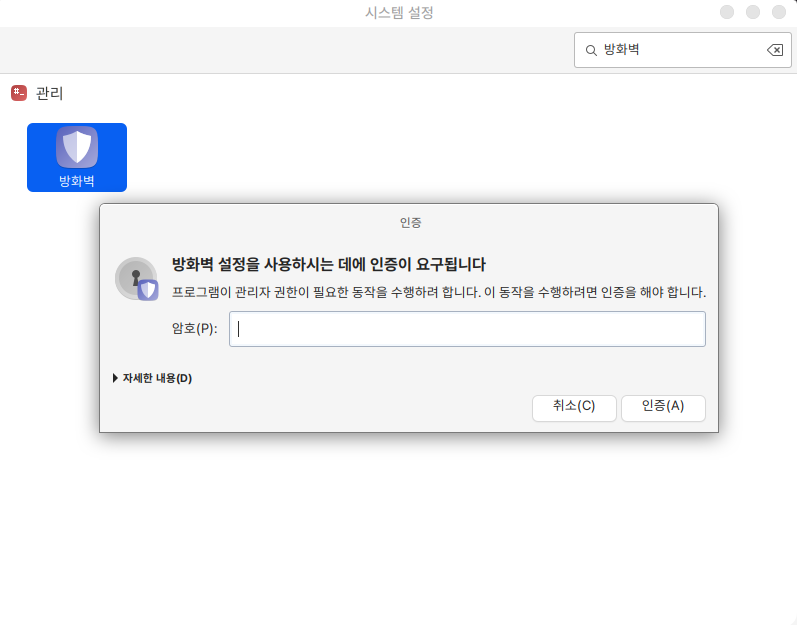 시스템 설정
방화벽
관리
방화벽
인증
방화벽 설정을 사용하시는 데에 인증이 요구됩니다
프로그램이 관리자 권한이 필요한 동작을 수행하려 합니다. 이 동작을 수행하려면 인증을 해야 합니다.
암호(P):
자세한 내용(D)
취소(C) 인증(A)